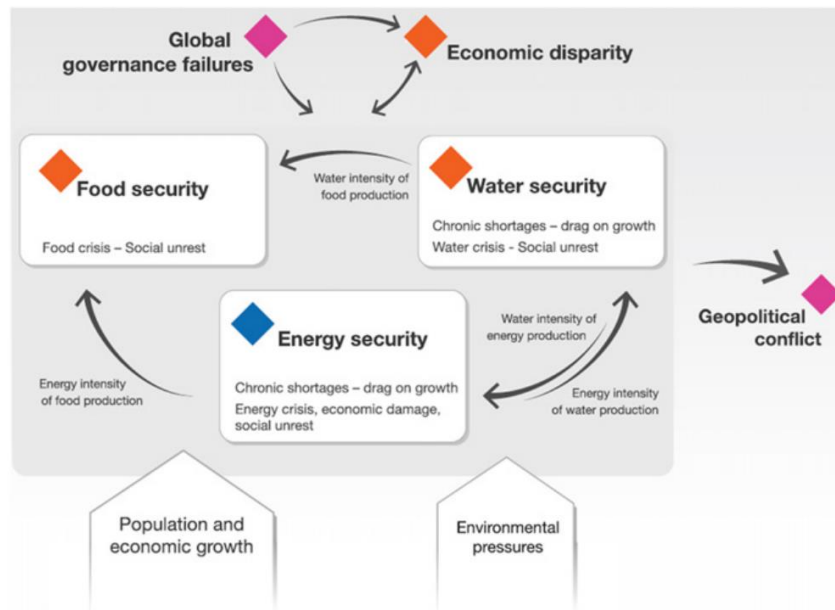 Global
governance failures
Economic disparity
Food security
Food crisis – Social unrest
Water intensity of
food production
Water security
Chronic shortages – drag on growth
Water crisis - Social unrest
Geopolitical
conflict
Energy security
Chronic shortages – drag on growth
Energy crisis, economic damage,
social unrest
Water intensity of
energy production
Energy intensity
of food production
Energy intensity
of water production
Population and
economic growth
Environmental
pressures